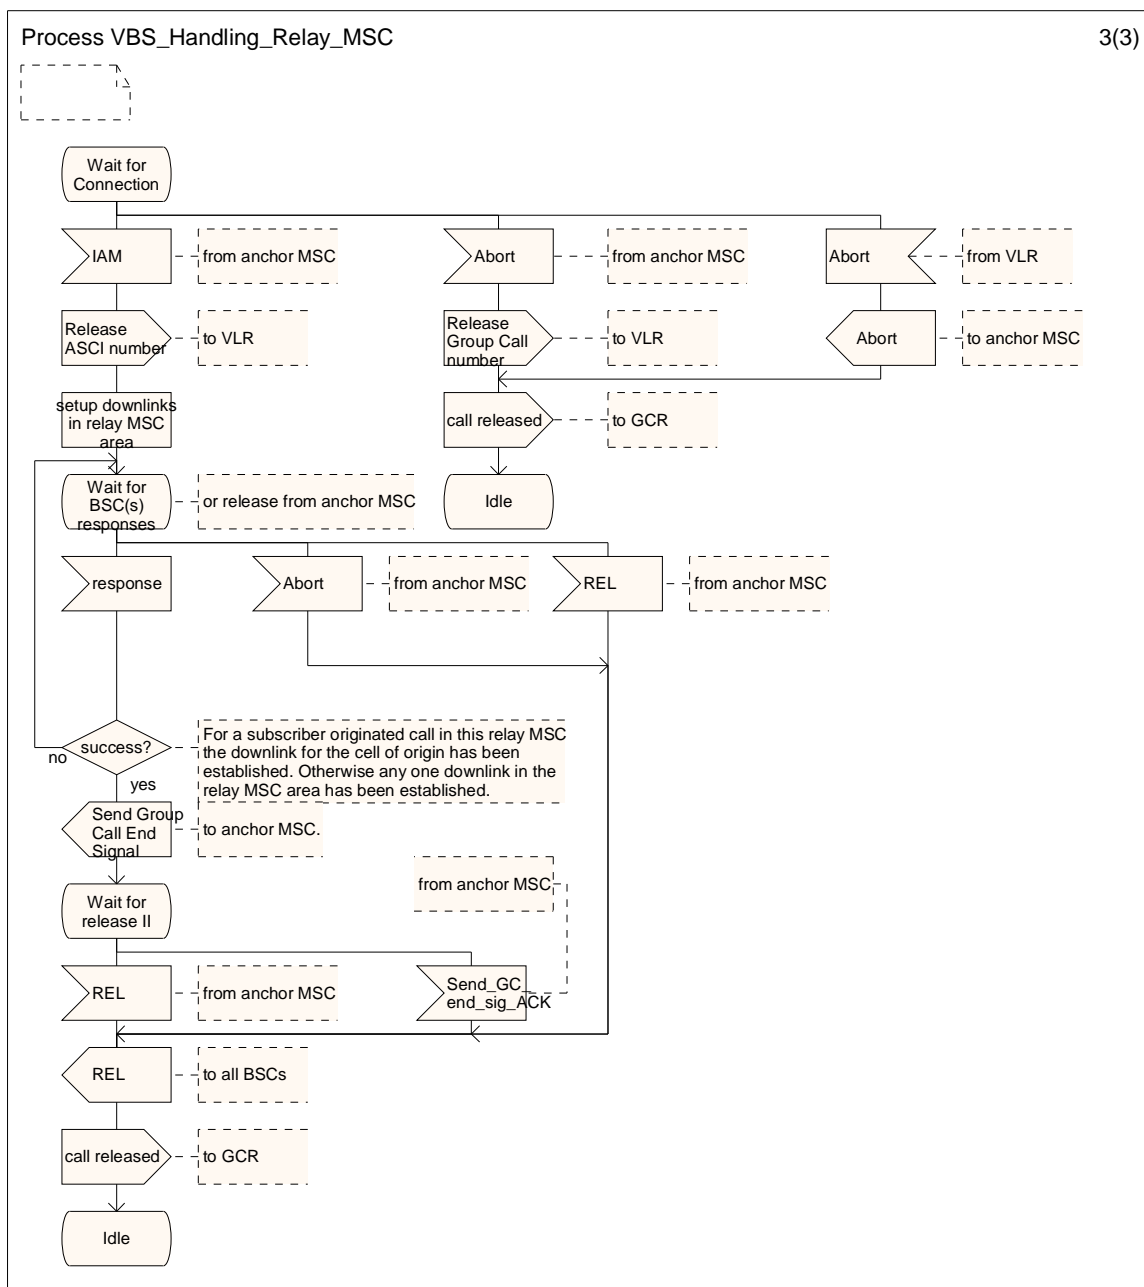 Process VBS_Handling_Relay_MSC
3(3)
Wait for
Connection
IAM
from anchor MSC
Abort
from anchor MSC
Abort
from VLR
Release
ASCI number
to VLR
Release
Group Call
number
to VLR
Abort
to anchor MSC
setup downlinks
in relay MSC
area
call released
to GCR
Wait for
BSC(s)
responses
or release from anchor MSC
Idle
response
Abort
from anchor MSC
REL
from anchor MSC
success?
no
yes
For a subscriber originated call in this relay MSC
the downlink for the cell of origin has been
established. Otherwise any one downlink in the
relay MSC area has been established.
Send Group
Call End
Signal
to anchor MSC.
from anchor MSC
Wait for
release II
REL
from anchor MSC
Send_GC_
end_sig_ACK
REL
to all BSCs
call released
to GCR
Idle